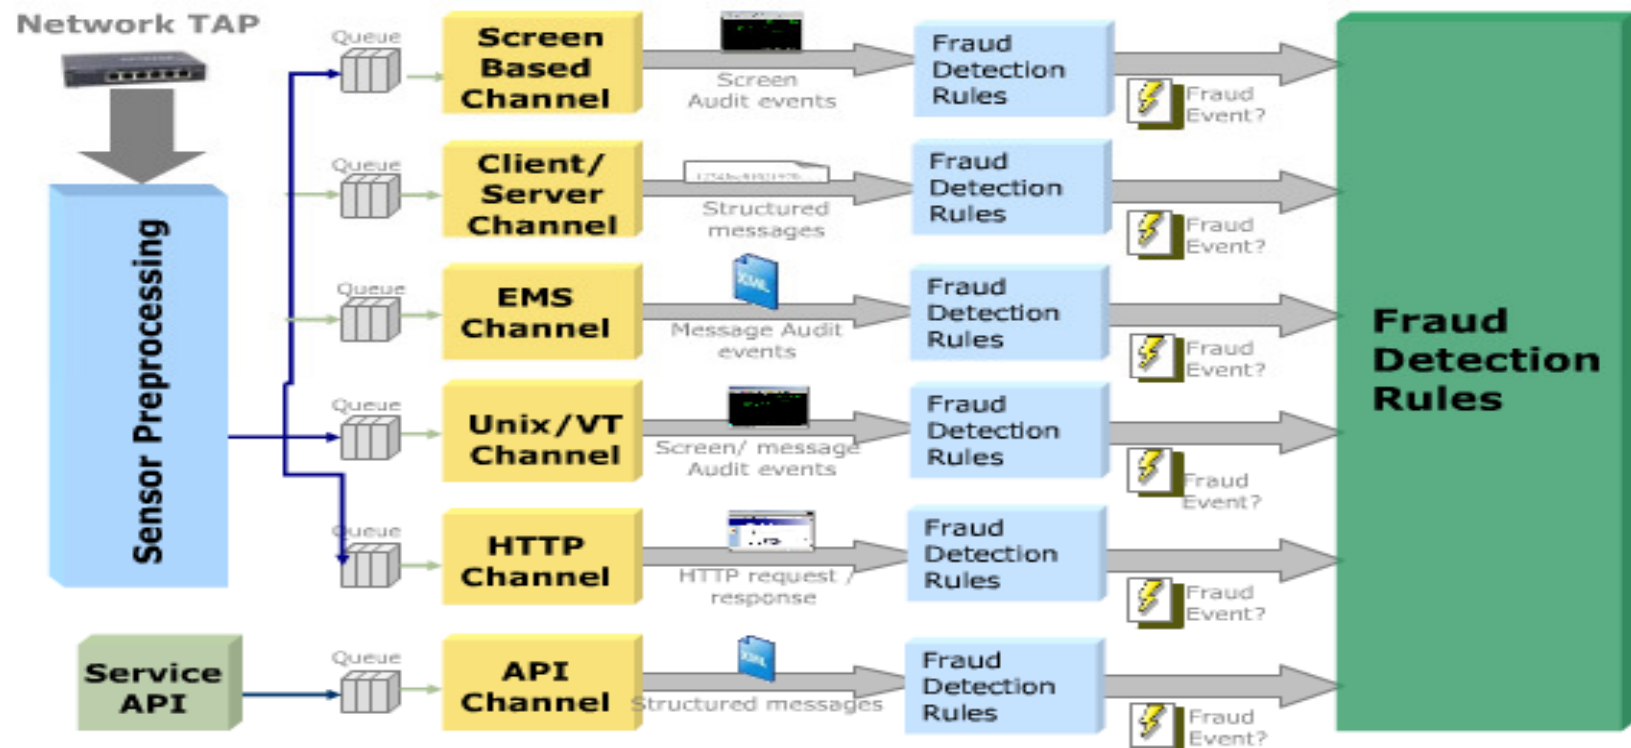 Network TAP
Queue
Screen
Based
Channel
Screen
Audit events
Fraud
Detection
Rules
Fraud
Event?
Queue
Client/
Server
Channel
Structured
messages
Fraud
Detection
Rules
Fraud
Event?
Sensor Preprocessing
Queue
EMS
Channel
XML
Message Audit
events
Fraud
Detection
Rules
Fraud
Event?
Fraud
Detection
Rules
Queue
Unix/VT
Channel
Screen/ message
Audit events
Fraud
Detection
Rules
Fraud
Event?
Queue
HTTP
Channel
HTTP request /
response
Fraud
Detection
Rules
Fraud
Event?
Service
API
Queue
API
Channel
XML
Structured messages
Fraud
Detection
Rules
Fraud
Event?